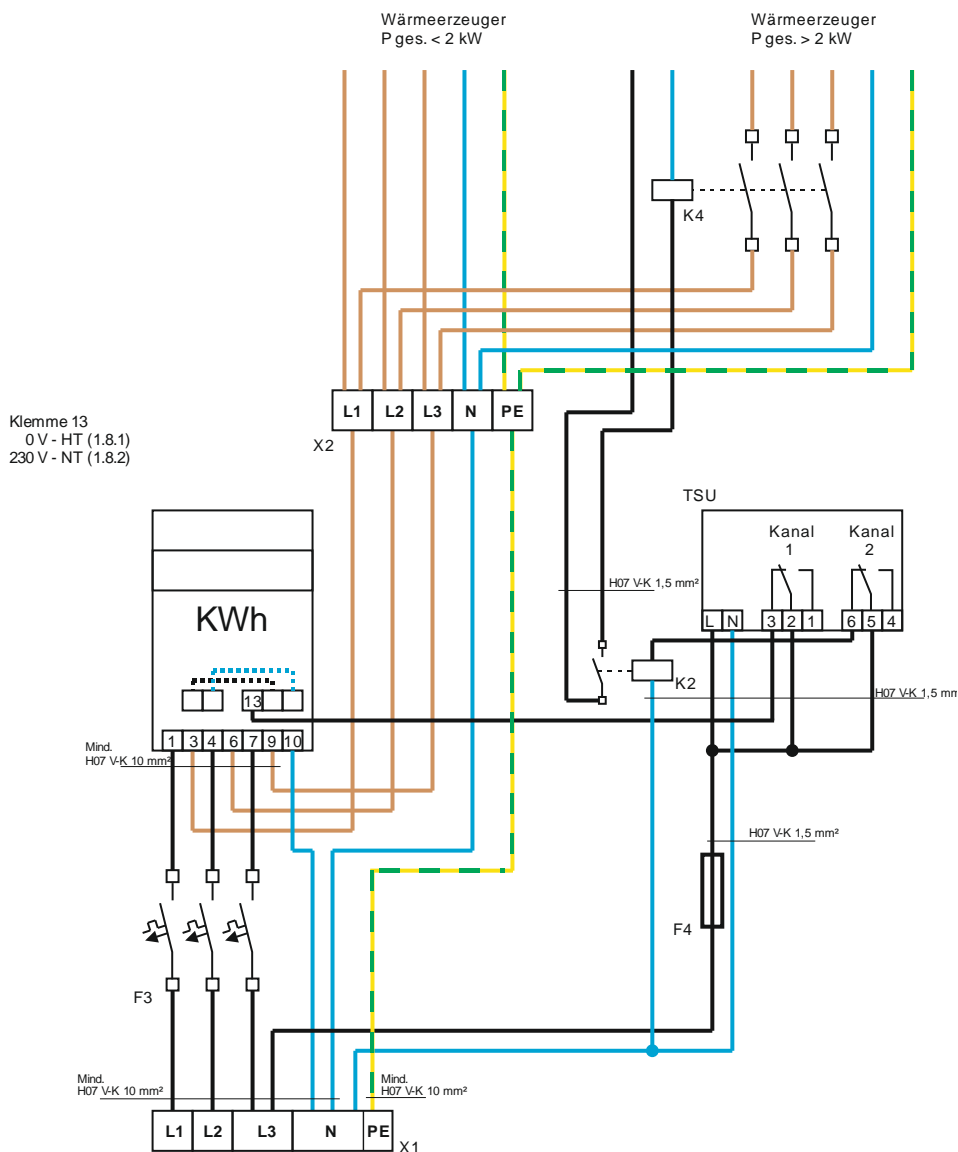 Wärmeerzeuger
P ges. < 2 kW
Wärmeerzeuger
P ges. > 2 kW
K4
L1 L2 L3 N PE
X2
Klemme 13
0 V - HT (1.8.1)
230 V - NT (1.8.2)
TSU
Kanal
1
Kanal
2
H07 V-K 1,5 mm²
L N 3 2 1 6 5 4
KWh
K2
H07 V-K 1,5 mm
13
1 3 4 6 7 9 10
Mind.
H07 V-K 10 mm²
H07 V-K 1,5 mm²
F4
F3
Mind.
H07 V-K 10 mm²
Mind.
H07 V-K 10 mm²
L1 L2 L3 N PE
X1